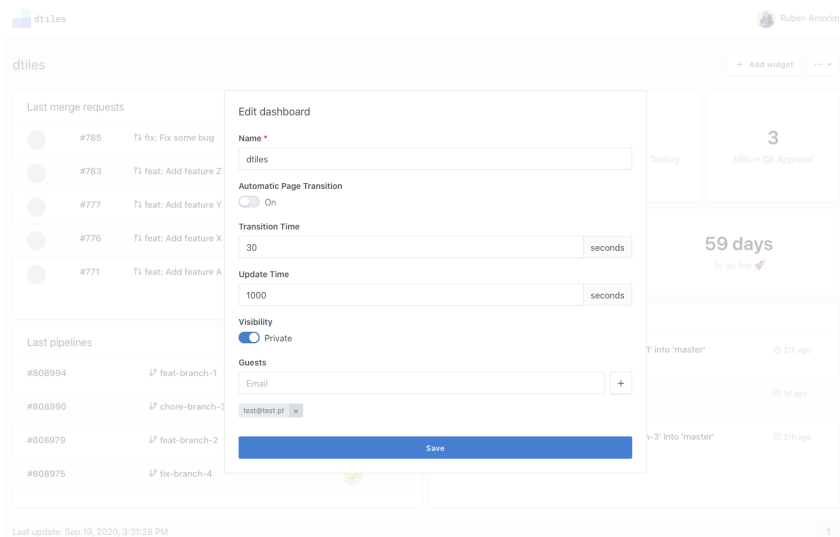 dtiles
Ruben Amorim
dtiles
+ Add widget
...
Last merge requests
#785 fix: Fix some bug
#783 feat: Add feature Z
#777 feat: Add feature Y
#776 feat: Add feature X
#771 feat: Add feature A
Testing
3
MRs in QA Approval
59 days
to go live 🚀
Edit dashboard
Name *
dtiles
Automatic Page Transition
On
Transition Time
30 seconds
Update Time
1000 seconds
Visibility
Private
Guests
Email +
test@test.pt x
Save
Last pipelines
#808994 feat-branch-1
#808990 chore-branch-3
#808979 feat-branch-2
#808975 fix-branch-4
1' into 'master' 21h ago
1d ago
h-3' into 'master' 21h ago
Last update: Sep 19, 2020, 3:31:28 PM
1